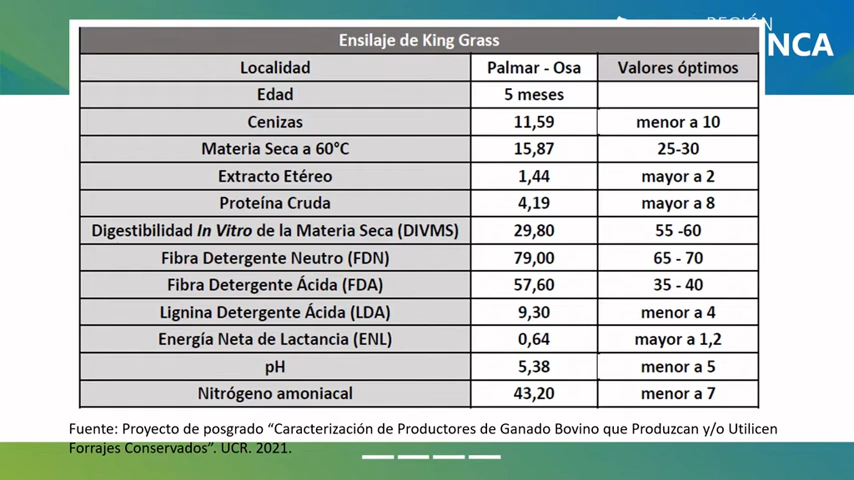 REGIÓN
NCA
Ensilaje de King Grass
Localidad Palmar - Osa Valores óptimos
Edad 5 meses
Cenizas 11,59 menor a 10
Materia Seca a 60°C 15,87 25-30
Extracto Etéreo 1,44 mayor a 2
Proteína Cruda 4,19 mayor a 8
Digestibilidad In Vitro de la Materia Seca (DIVMS) 29,80 55 -60
Fibra Detergente Neutro (FDN) 79,00 65 - 70
Fibra Detergente Ácida (FDA) 57,60 35 - 40
Lignina Detergente Ácida (LDA) 9,30 menor a 4
Energía Neta de Lactancia (ENL) 0,64 mayor a 1,2
pH 5,38 menor a 5
Nitrógeno amoniacal 43,20 menor a 7
Fuente: Proyecto de posgrado “Caracterización de Productores de Ganado Bovino que Produzcan y/o Utilicen
Forrajes Conservados”. UCR. 2021.